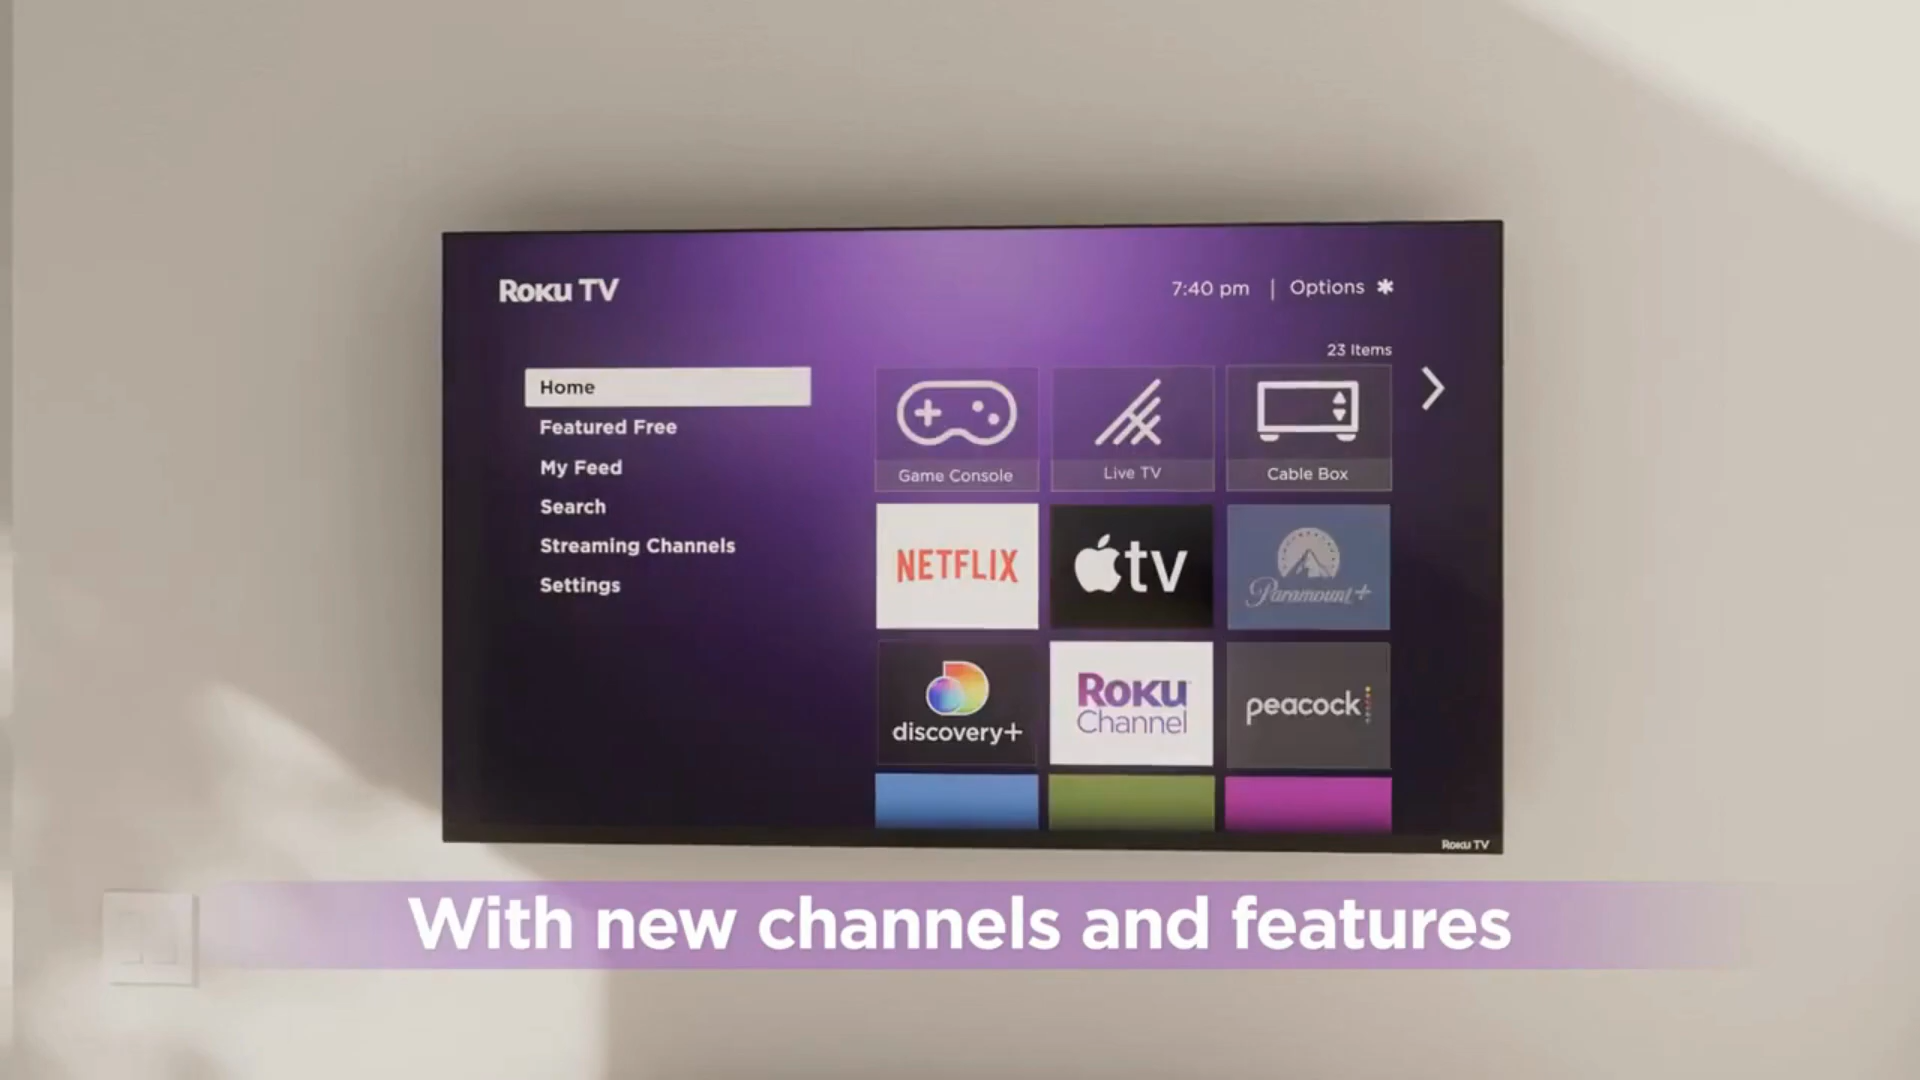 Roku TV
7:40 pm | Options *
23 Items
Home
Featured Free
My Feed
Search
Streaming Channels
Settings
Game Console
Live TV
Cable Box
NETFLIX
tv
Paramount+
discovery+
Roku
Channel
peacock
Roku TV
With new channels and features